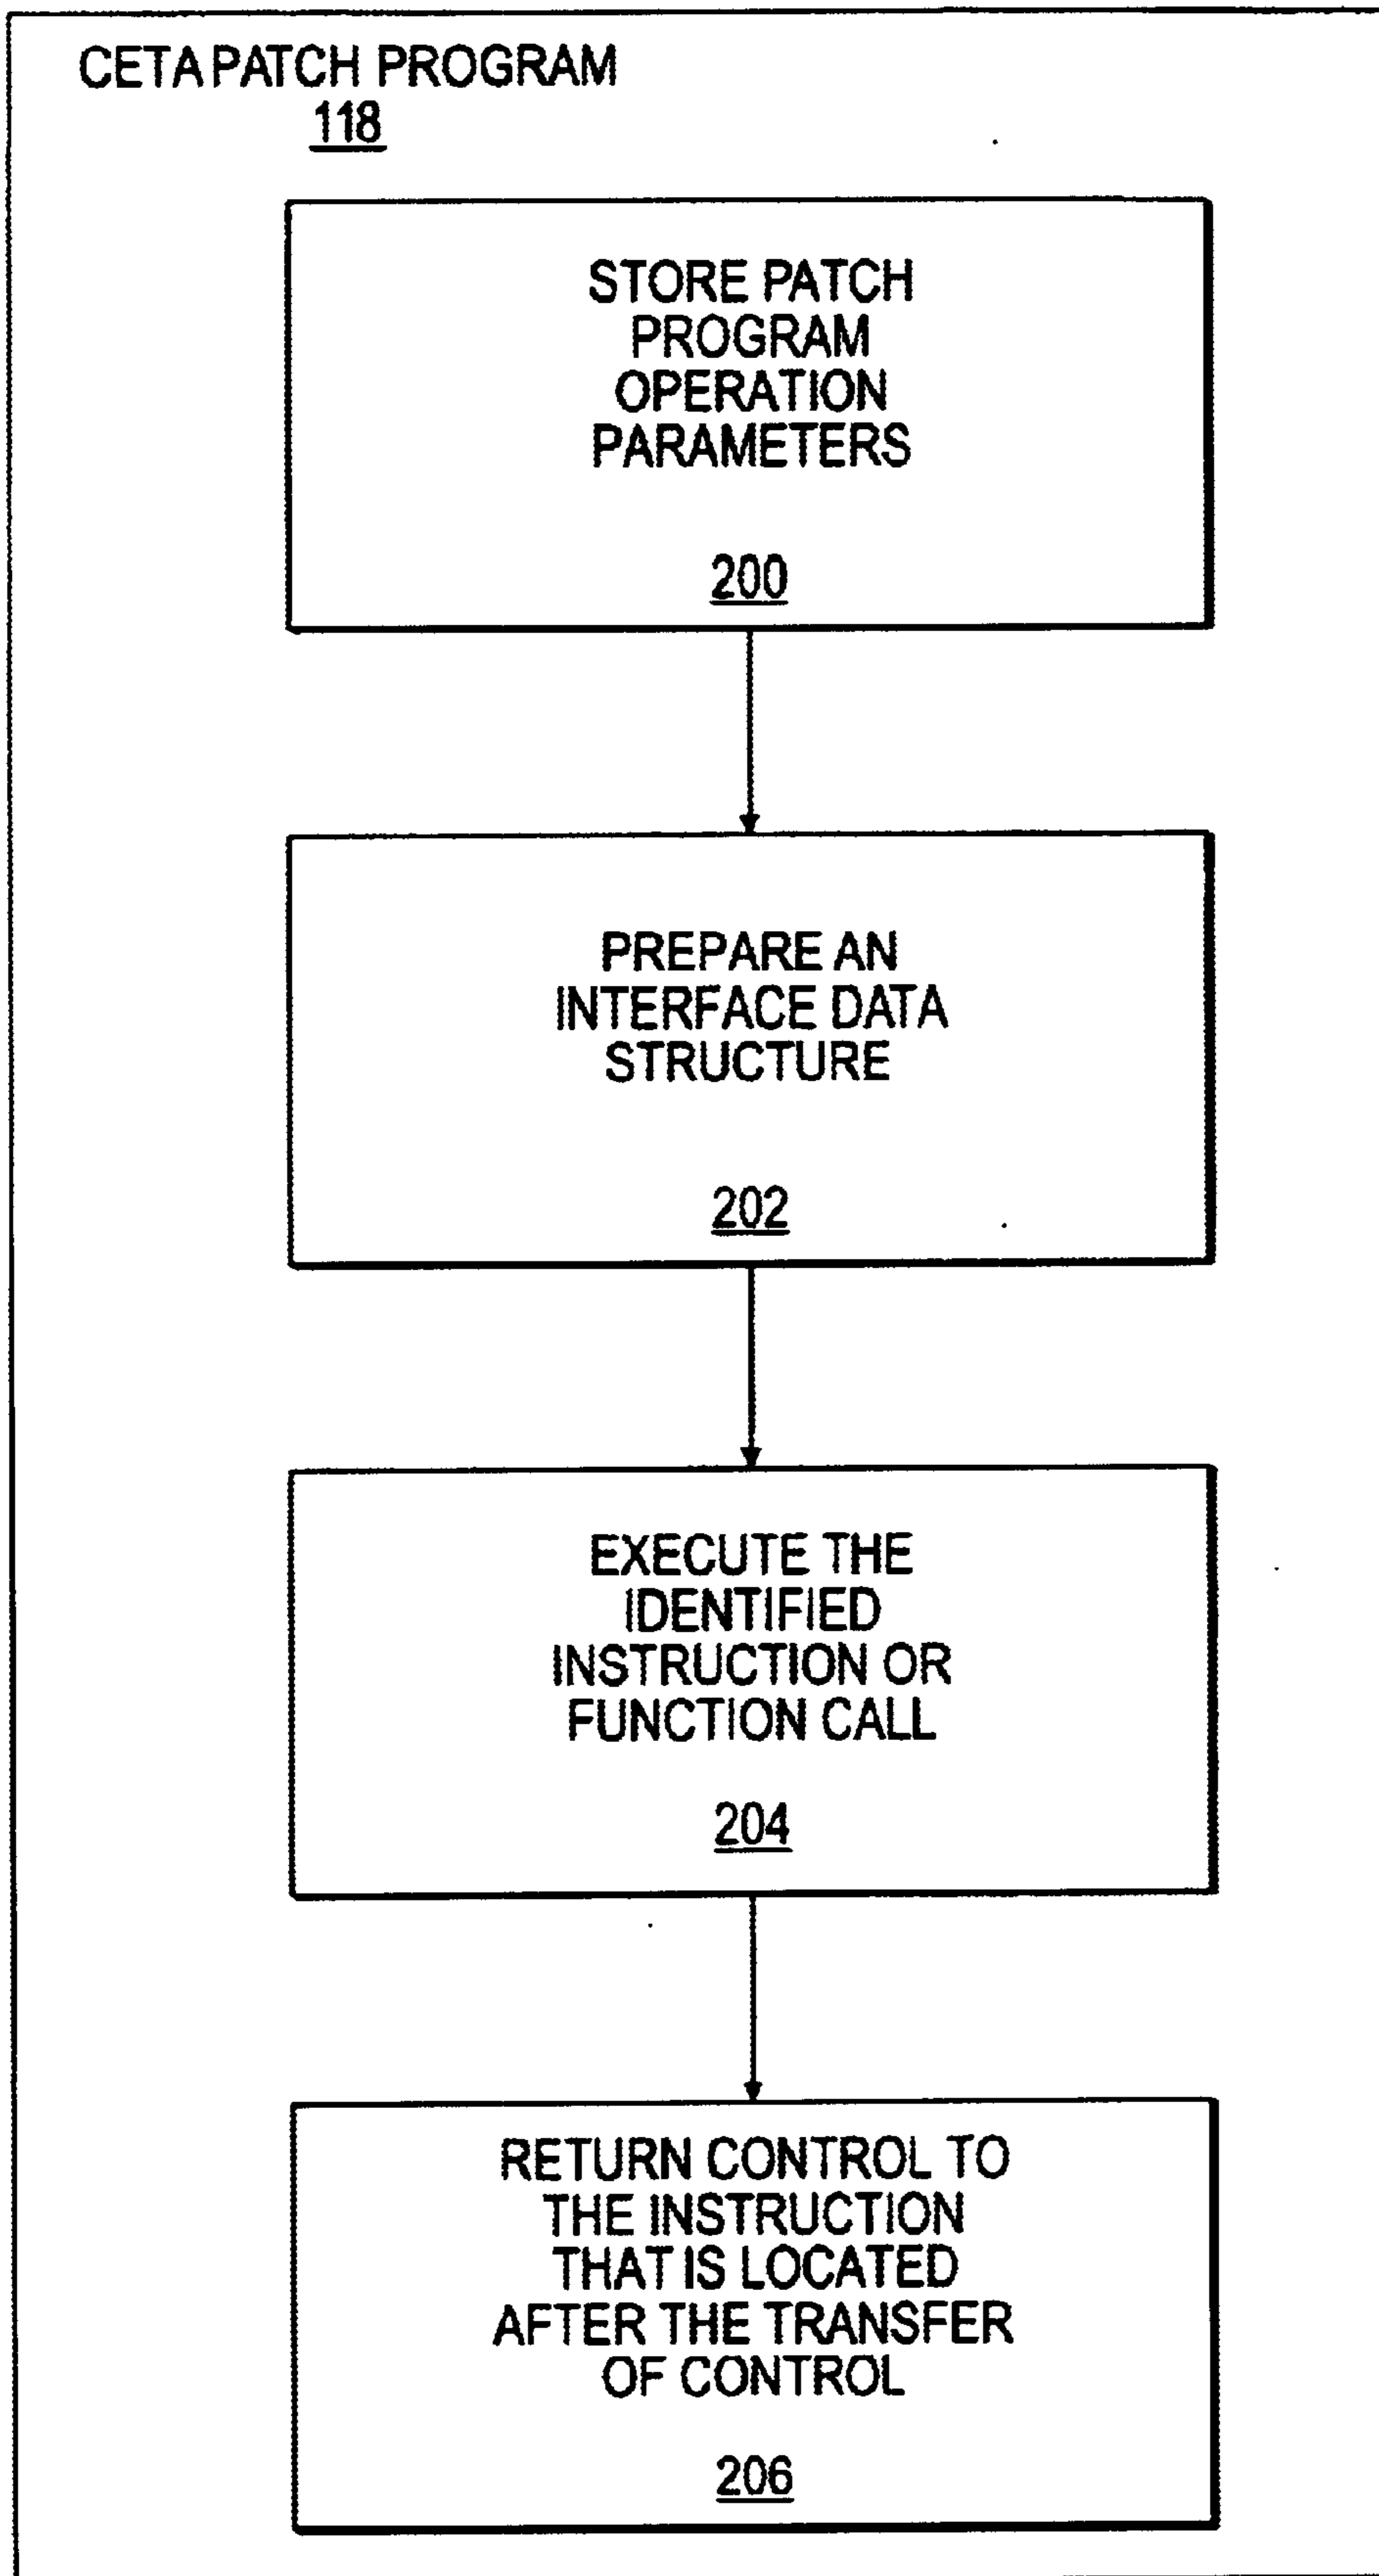 CETA PATCH PROGRAM
118
STORE PATCH
PROGRAM
OPERATION
PARAMETERS
200
PREPARE AN
INTERFACE DATA
STRUCTURE
202
EXECUTE THE
IDENTIFIED
INSTRUCTION OR
FUNCTION CALL
204
RETURN CONTROL TO
THE INSTRUCTION
THAT IS LOCATED
AFTER THE TRANSFER
OF CONTROL
206